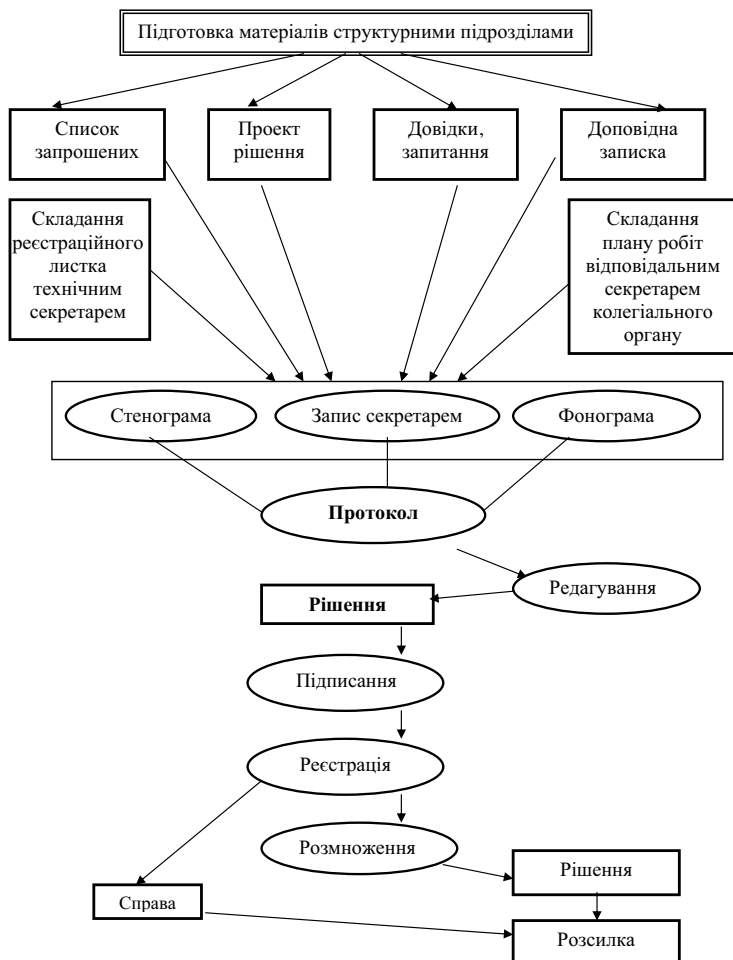 Підготовка матеріалів структурними підрозділами
Список
запрошених
Проект
рішення
Довідки,
запитання
Доповідна
записка
Складання
реєстраційного
листка
технічним
секретарем
Складання
плану робіт
відповідальним
секретарем
колегіального
органу
Стенограма
Запис секретарем
Фонограма
Протокол
Редагування
Рішення
Підписання
Реєстрація
Розмноження
Рішення
Справа
Розсилка